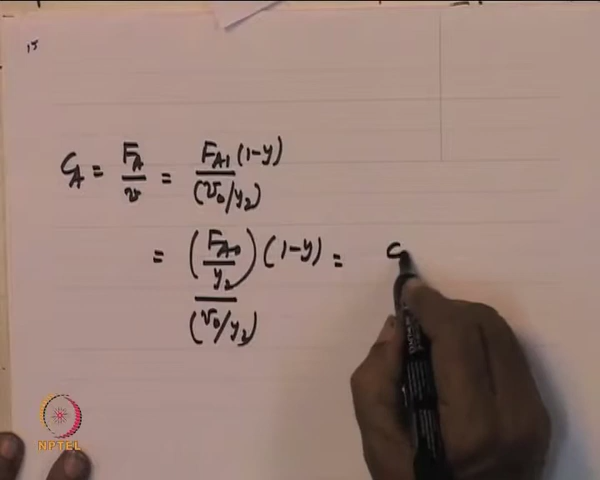 15
C_A = F_A / v = F_A1 (1-y) / (v_0/y_2)
= (F_A0 / y_2) (1-y) / (v_0/y_2) = C
NPTEL